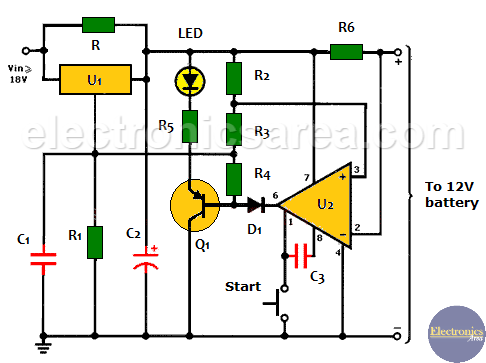 LED
R
R6
Vin≥
18V
U1
+
R2
electronicsarea.com
R5
R3
3
+
7
R4
6
U2
To 12V
battery
D1
1
2
−
C1
R1
C2
+
Q1
8
4
C3
Start
−
Electronics
Area